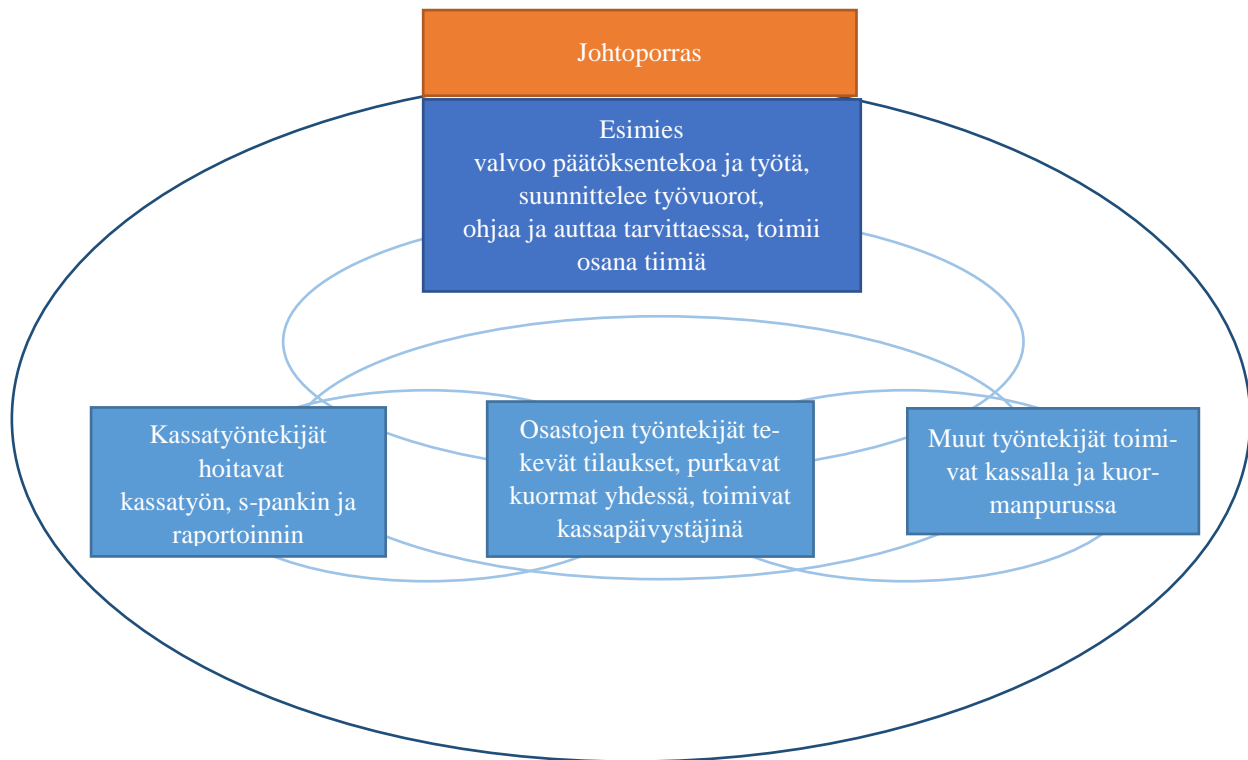 Johtoporras
Esimies
valvoo päätöksentekoa ja työtä,
suunnittelee työvuorot,
ohjaa ja auttaa tarvittaessa, toimii
osana tiimiä
Kassatyöntekijät
hoitavat
kassatyön, s-pankin ja
raportoinnin
Osastojen työntekijät te-
kevät tilaukset, purkavat
kuormat yhdessä, toimivat
kassapäivystäjinä
Muut työntekijät toimi-
vat kassalla ja kuor-
manpurussa